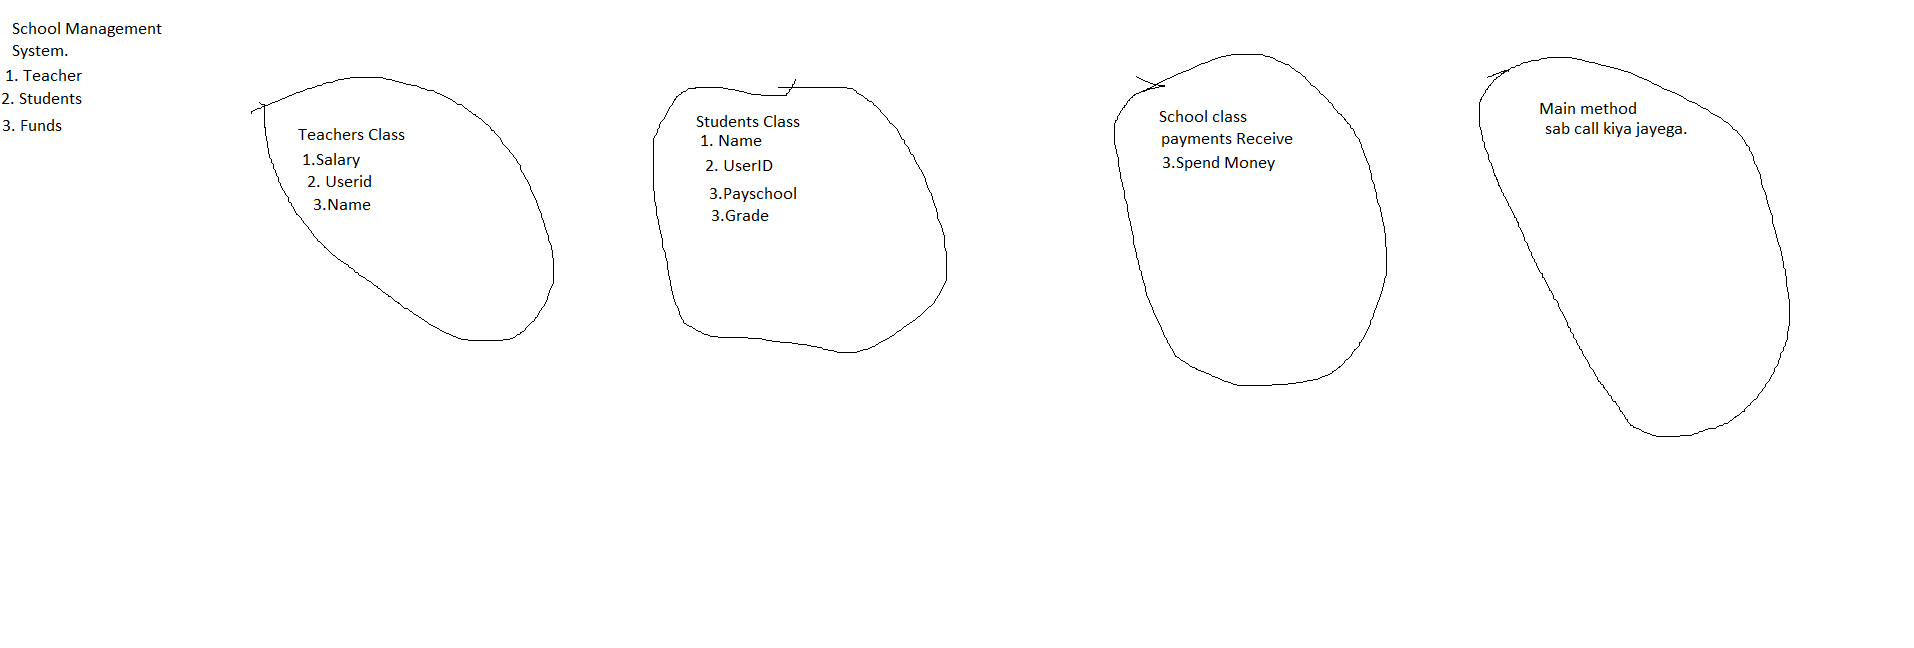 School Management
System.
1. Teacher
2. Students
3. Funds
Teachers Class
1.Salary
2. Userid
3.Name
Students Class
1. Name
2. UserID
3.Payschool
3.Grade
School class
payments Receive
3.Spend Money
Main method
sab call kiya jayega.